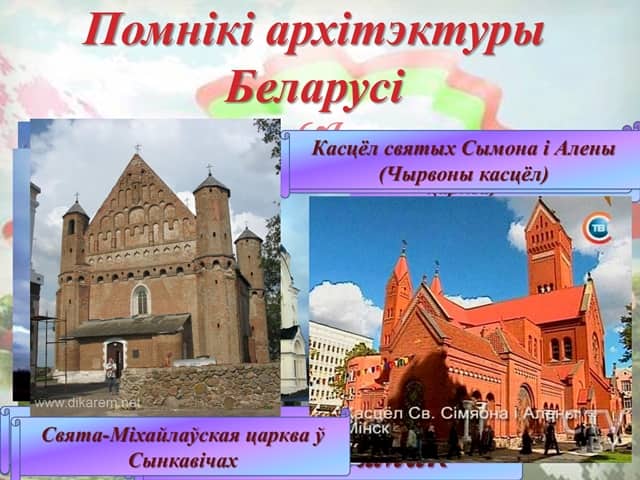 Помнікі архітэктуры
Беларусі
Касцёл святых Сымона і Алены
(Чырвоны касцёл)
СТВ
www.dikarem.net
Касцёл Св. Сімяона і Алены г.
Мінск
Свята-Міхайлаўская царква ў
Сынкавічах